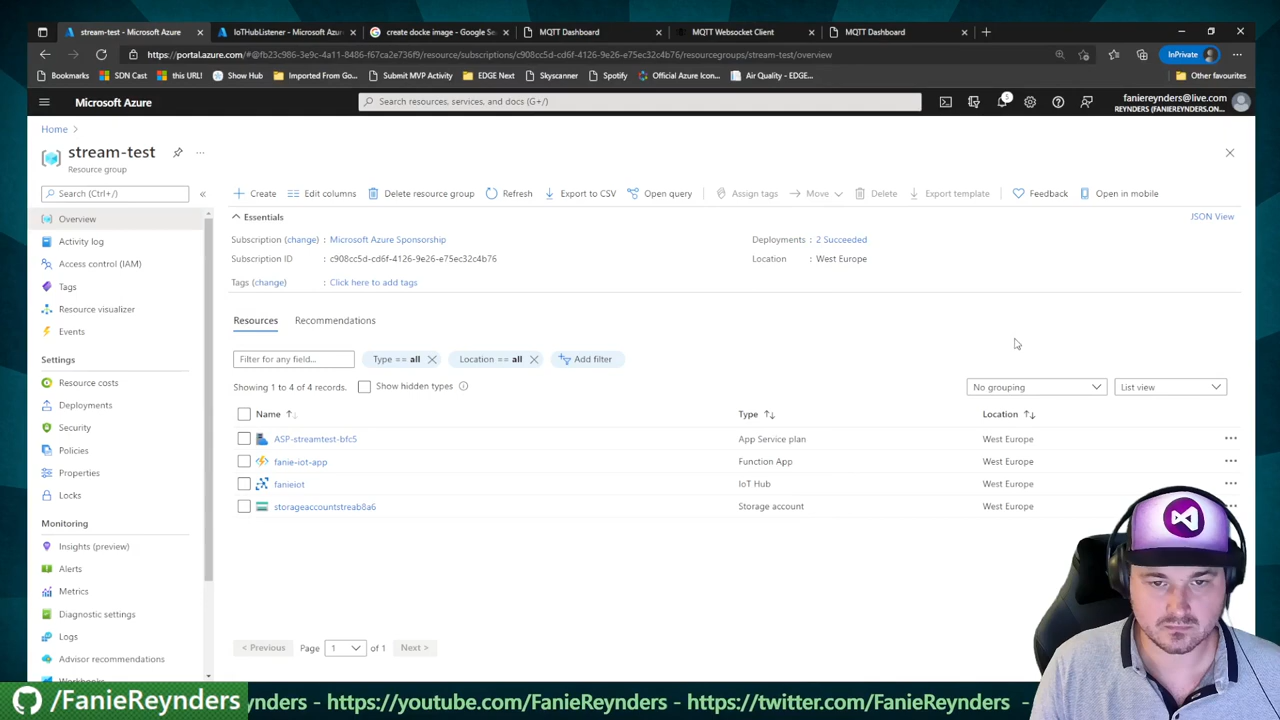 stream-test - Microsoft Azure
IoTHubListener - Microsoft Azur
create docke image - Google Se
MQTT Dashboard
MQTT Websocket Client
MQTT Dashboard
https://portal.azure.com/#@fb23c986-3e9c-4a11-8486-f67ca2e736f9/resource/subscriptions/c908cc5d-cd6f-4126-9e26-e75ec32c4b76/resourcegroups/stream-test/overview
InPrivate
Bookmarks
SDN Cast
this URL!
Show Hub
Imported From Go...
Submit MVP Activity
EDGE Next
Skyscanner
Spotify
Official Azure Icon...
Air Quality - EDGE...
Other favourites
Microsoft Azure
Search resources, services, and docs (G+/)
5
faniereynders@live.com
REYNDERS (FANIEREYNDERS.ON...
Home >
stream-test
...
Resource group
Search (Ctrl+/)
«
Create
Edit columns
Delete resource group
Refresh
Export to CSV
Open query
Assign tags
Move
Delete
Export template
Feedback
Open in mobile
Overview
Activity log
Access control (IAM)
Tags
Resource visualizer
Events
Settings
Resource costs
Deployments
Security
Policies
Properties
Locks
Monitoring
Insights (preview)
Alerts
Metrics
Diagnostic settings
Logs
Advisor recommendations
Essentials
JSON View
Subscription (change) : Microsoft Azure Sponsorship
Deployments : 2 Succeeded
Subscription ID : c908cc5d-cd6f-4126-9e26-e75ec32c4b76
Location : West Europe
Tags (change) : Click here to add tags
Resources
Recommendations
Filter for any field...
Type == all
Location == all
Add filter
Showing 1 to 4 of 4 records.
Show hidden types
No grouping
List view
Name
Type
Location
ASP-streamtest-bfc5
App Service plan
West Europe
...
fanie-iot-app
Function App
West Europe
...
fanieiot
IoT Hub
West Europe
...
storageaccountstreab8a6
Storage account
West Europe
< Previous
Page
1
of 1
Next >
/FanieReynders
ynders - https://youtube.com/FanieReynders - https://twitter.com/FanieReynders -